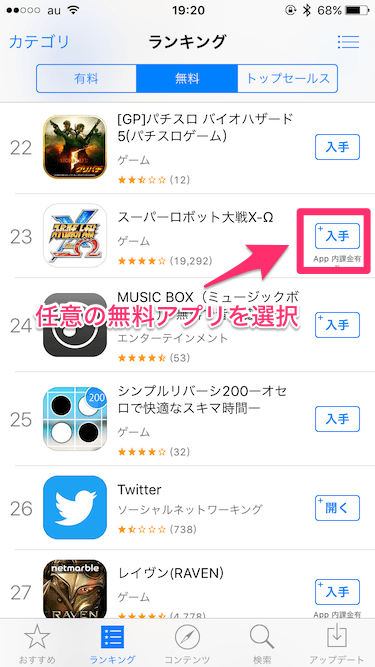 au
19:20
68%
カテゴリ
ランキング
有料
無料
トップセールス
22
[GP]パチスロ バイオハザード
5(パチスロゲーム)
ゲーム
(12)
入手
23
スーパーロボット大戦X-Ω
ゲーム
(19,292)
+入手
App 内課金有
任意の無料アプリを選択
24
MUSIC BOX（ミュージックボ
エンターテインメント
(53)
+入手
25
シンプルリバーシ200ーオセ
ロで快適なスキマ時間ー
ゲーム
(32)
入手
200
26
Twitter
ソーシャルネットワーキング
(738)
+開く
27
netmarble
RAVEN
レイヴン(RAVEN)
ゲーム
(4,778)
+入手
App 内課金有
おすすめ
ランキング
コンテンツ
検索
アップデート